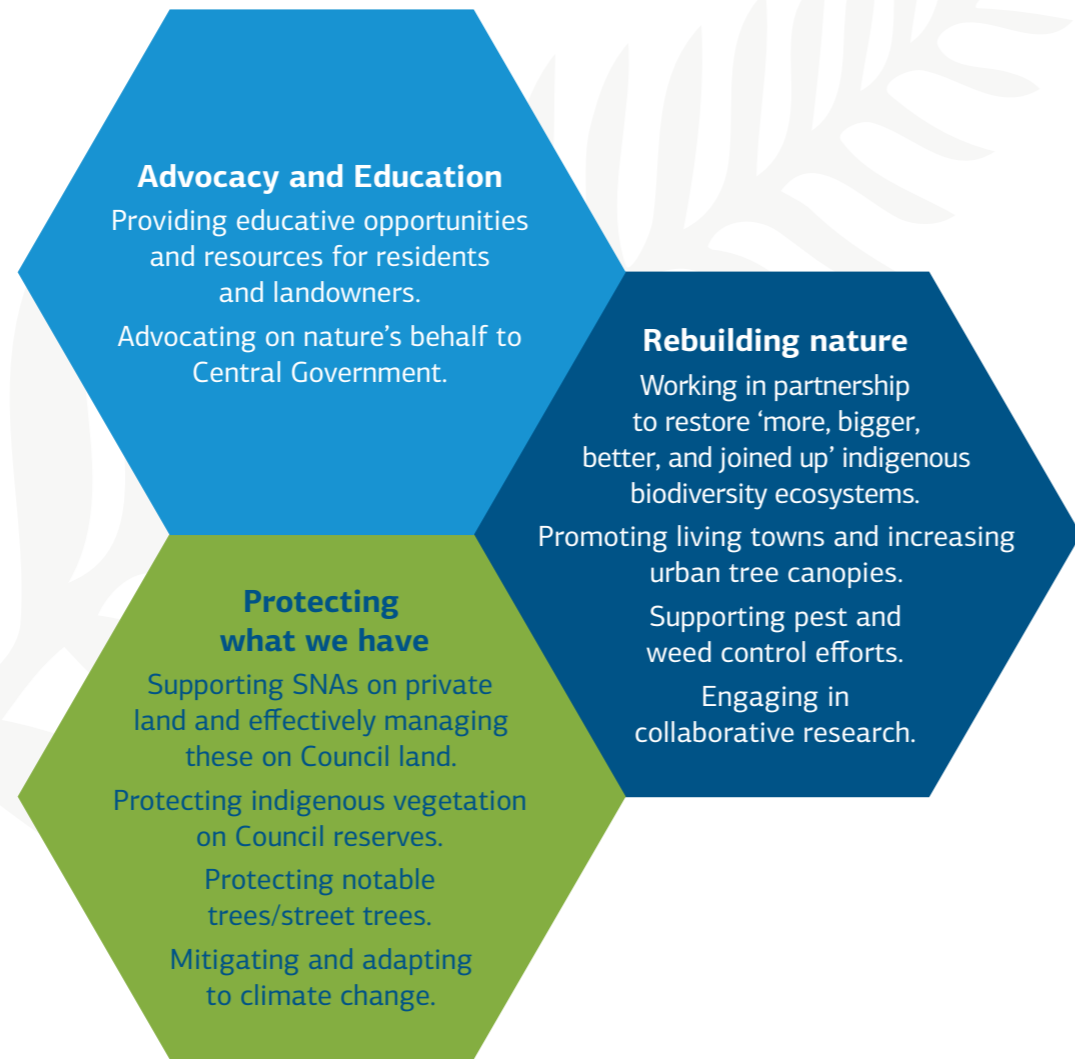 Advocacy and Education
Providing educative opportunities
and resources for residents
and landowners.
Advocating on nature’s behalf to
Central Government.
Rebuilding nature
Working in partnership
to restore ‘more, bigger,
better, and joined up’ indigenous
biodiversity ecosystems.
Promoting living towns and increasing
urban tree canopies.
Supporting pest and
weed control efforts.
Engaging in
collaborative research.
Protecting
what we have
Supporting SNAs on private
land and effectively managing
these on Council land.
Protecting indigenous vegetation
on Council reserves.
Protecting notable
trees/street trees.
Mitigating and adapting
to climate change.